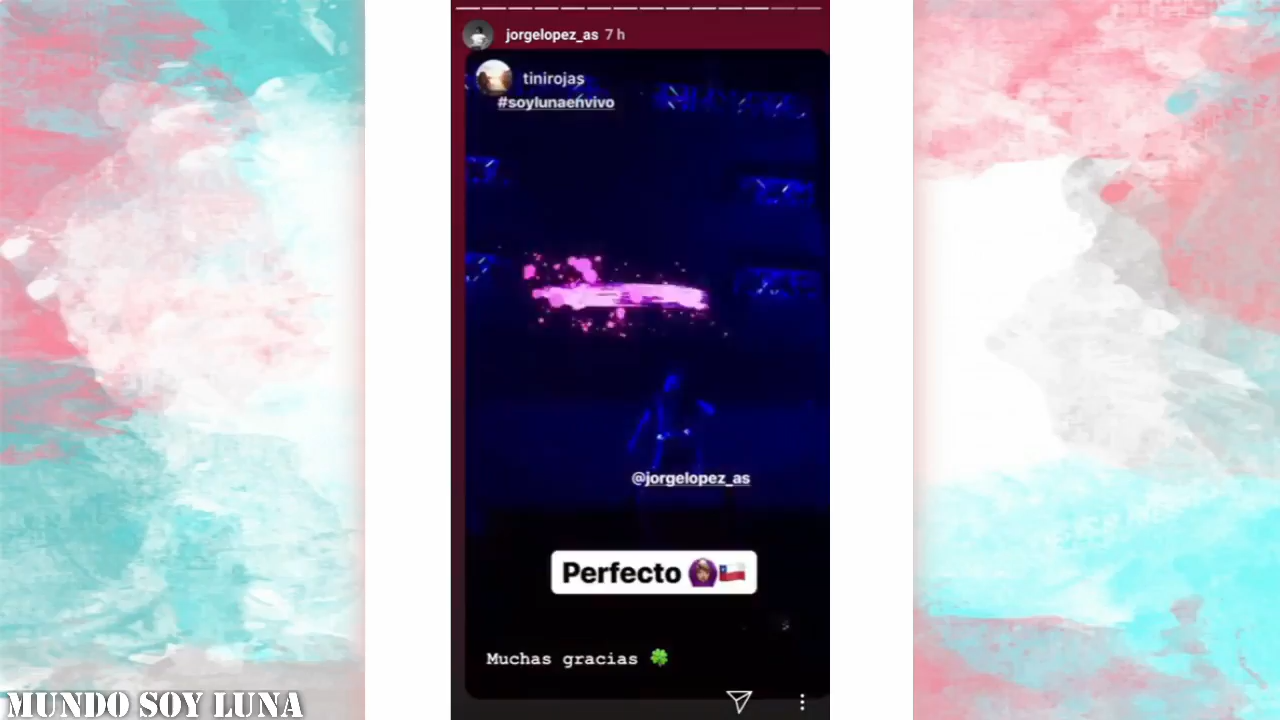 jorgelopez_as 7 h
tinirojas
#soylunaenvivo
@jorgelopez_as
Perfecto 🙆🏽🇨🇱
Muchas gracias 🍀
MUNDO SOY LUNA